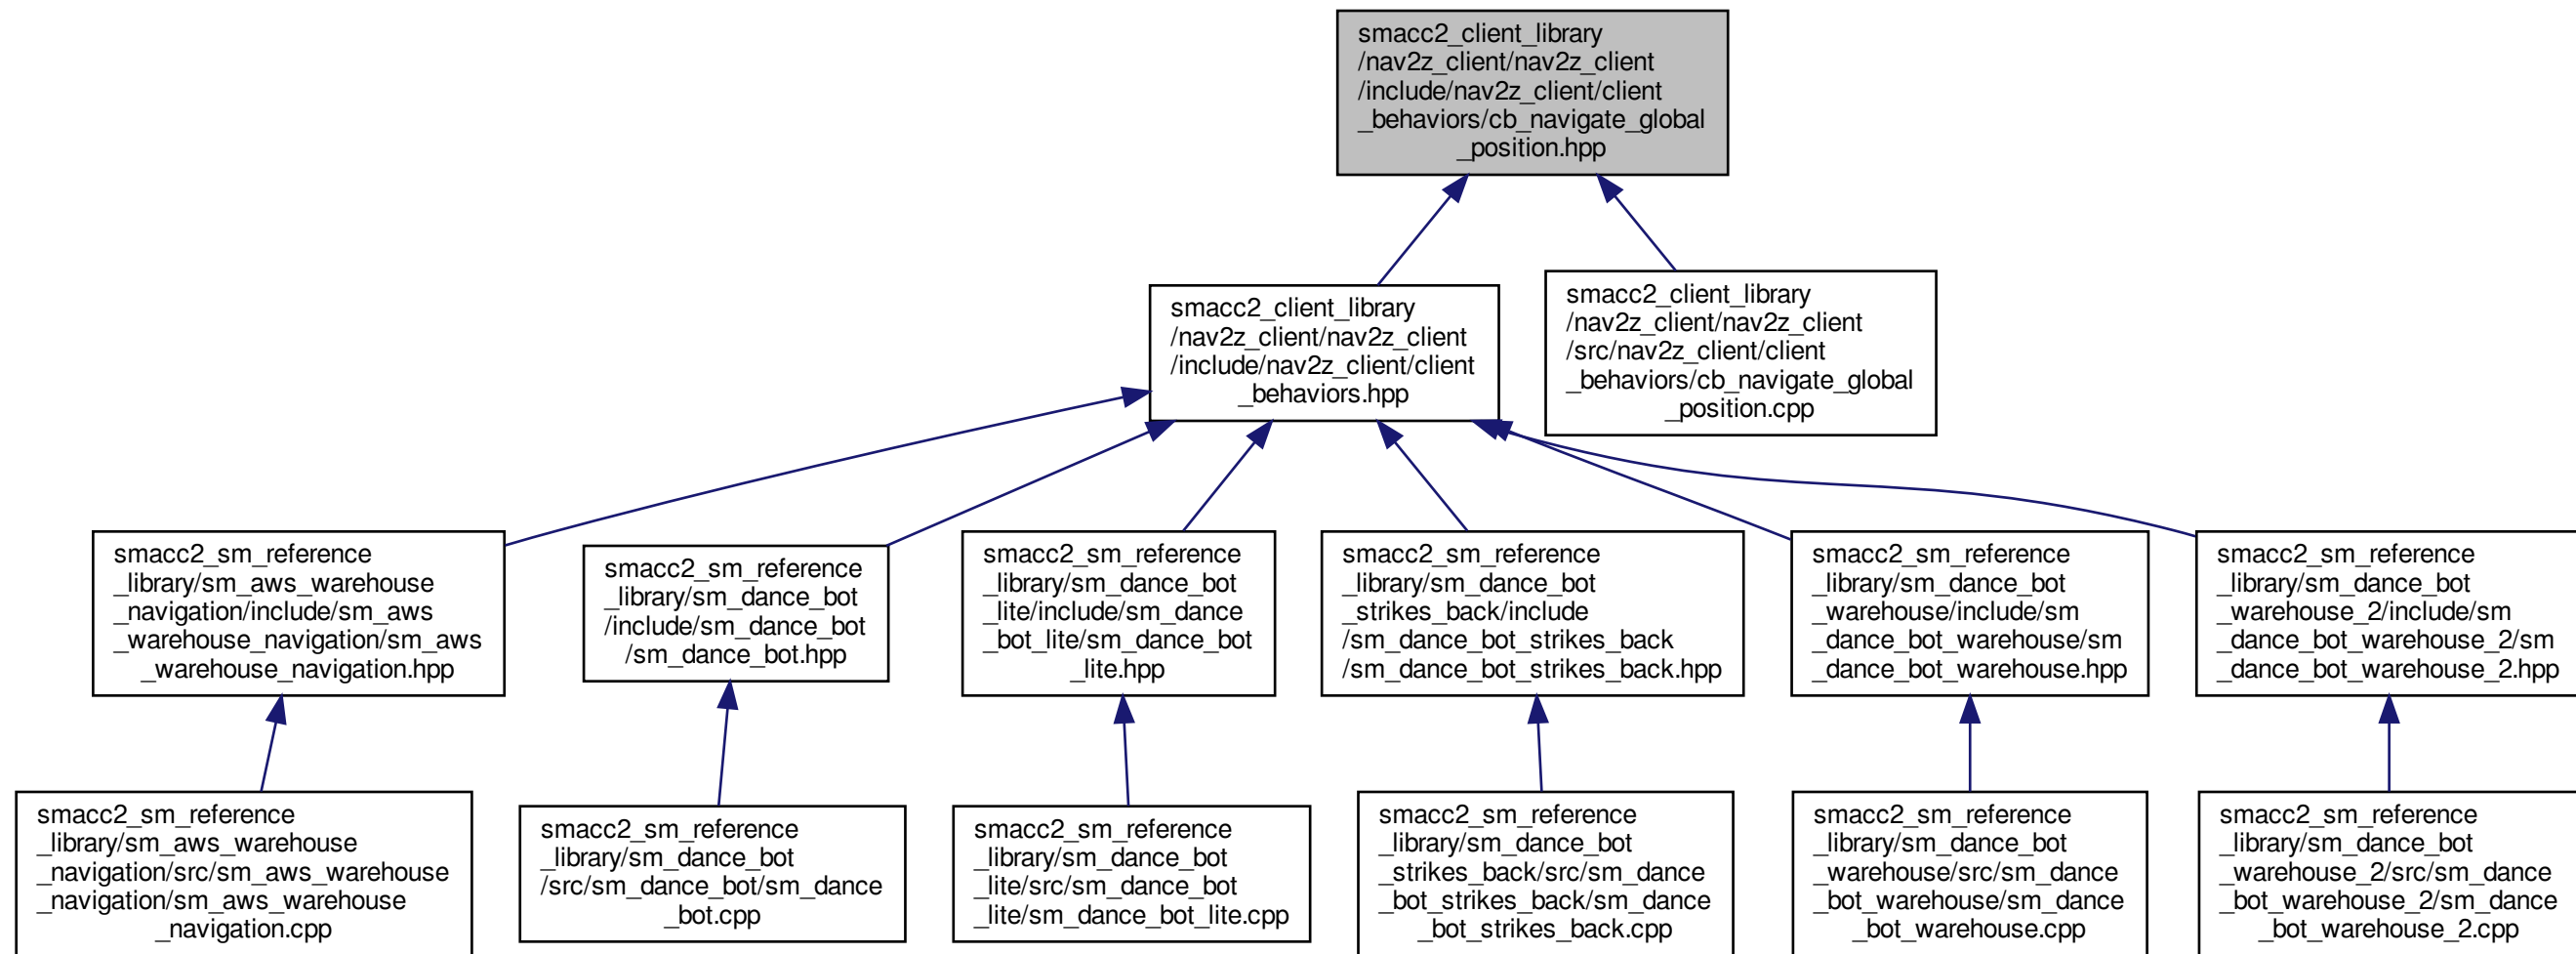 smacc2_client_library
/nav2z_client/nav2z_client
/include/nav2z_client/client
_behaviors/cb_navigate_global
_position.hpp
smacc2_client_library
/nav2z_client/nav2z_client
/include/nav2z_client/client
_behaviors.hpp
smacc2_client_library
/nav2z_client/nav2z_client
/src/nav2z_client/client
_behaviors/cb_navigate_global
_position.cpp
smacc2_sm_reference
_library/sm_aws_warehouse
_navigation/include/sm_aws
_warehouse_navigation/sm_aws
_warehouse_navigation.hpp
smacc2_sm_reference
_library/sm_dance_bot
/include/sm_dance_bot
/sm_dance_bot.hpp
smacc2_sm_reference
_library/sm_dance_bot
_lite/include/sm_dance
_bot_lite/sm_dance_bot
_lite.hpp
smacc2_sm_reference
_library/sm_dance_bot
_strikes_back/include
/sm_dance_bot_strikes_back
/sm_dance_bot_strikes_back.hpp
smacc2_sm_reference
_library/sm_dance_bot
_warehouse/include/sm
_dance_bot_warehouse/sm
_dance_bot_warehouse.hpp
smacc2_sm_reference
_library/sm_dance_bot
_warehouse_2/include/sm
_dance_bot_warehouse_2/sm
_dance_bot_warehouse_2.hpp
smacc2_sm_reference
_library/sm_aws_warehouse
_navigation/src/sm_aws_warehouse
_navigation/sm_aws_warehouse
_navigation.cpp
smacc2_sm_reference
_library/sm_dance_bot
/src/sm_dance_bot/sm_dance
_bot.cpp
smacc2_sm_reference
_library/sm_dance_bot
_lite/src/sm_dance_bot
_lite/sm_dance_bot_lite.cpp
smacc2_sm_reference
_library/sm_dance_bot
_strikes_back/src/sm_dance
_bot_strikes_back/sm_dance
_bot_strikes_back.cpp
smacc2_sm_reference
_library/sm_dance_bot
_warehouse/src/sm_dance
_bot_warehouse/sm_dance
_bot_warehouse.cpp
smacc2_sm_reference
_library/sm_dance_bot
_warehouse_2/src/sm_dance
_bot_warehouse_2/sm_dance
_bot_warehouse_2.cpp